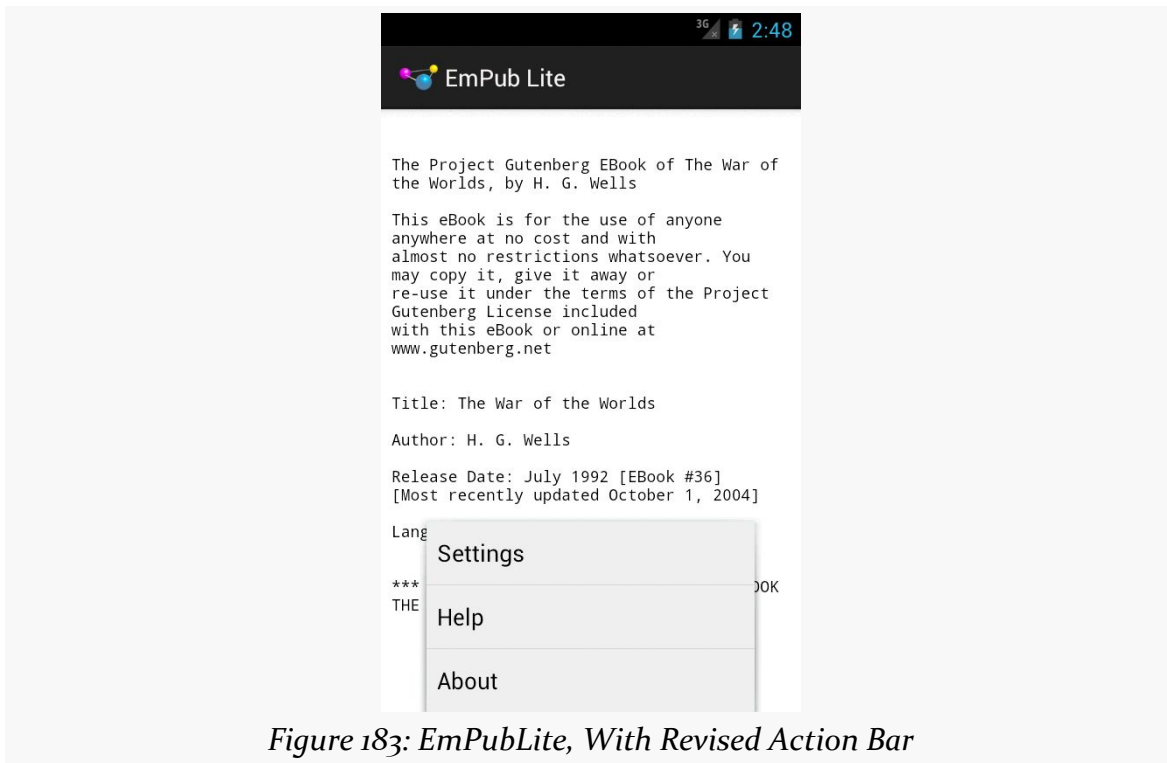 3G 2:48
EmPub Lite
The Project Gutenberg EBook of The War of
the Worlds, by H. G. Wells
This eBook is for the use of anyone
anywhere at no cost and with
almost no restrictions whatsoever. You
may copy it, give it away or
re-use it under the terms of the Project
Gutenberg License included
with this eBook or online at
www.gutenberg.net
Title: The War of the Worlds
Author: H. G. Wells
Release Date: July 1992 [EBook #36]
[Most recently updated October 1, 2004]
Lang
Settings
***
THE
Help
About
Figure 183: EmPubLite, With Revised Action Bar